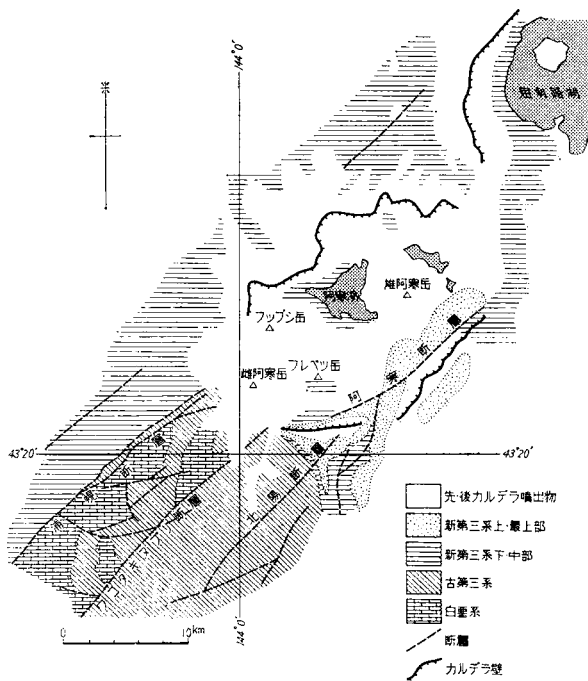 144°0′
屈斜路湖
阿寒湖
雄阿寒岳
フップシ岳
雌阿寒岳
フレベツ岳
阿寒断層
43°20′
43°20′
北陽断層
144°0′
0 10km
先・後カルデラ噴出物
新第三系上・最上部
新第三系下・中部
古第三系
白亜系
断層
カルデラ壁